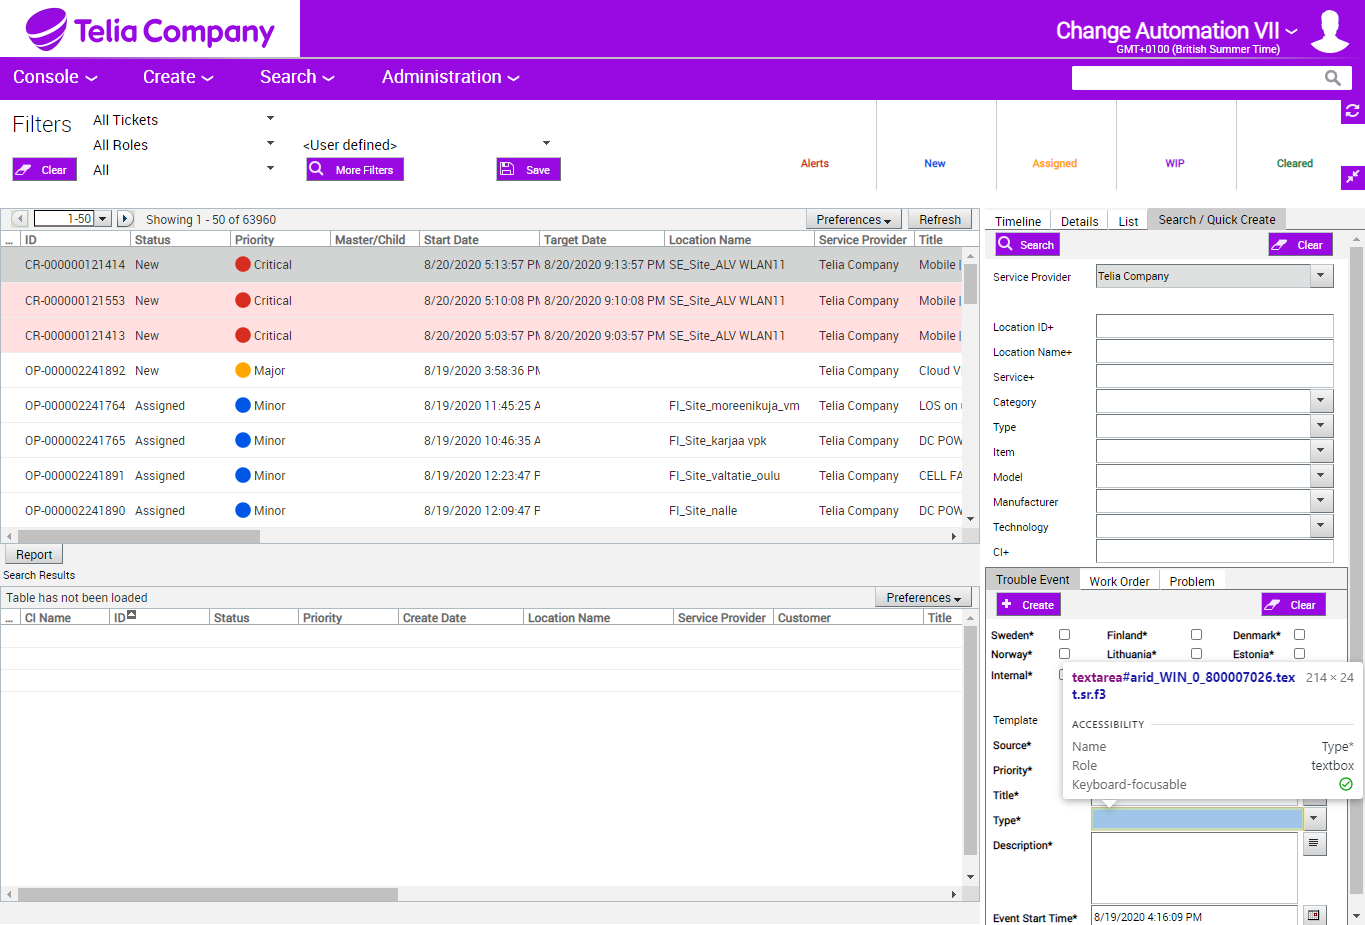 Telia Company
Change Automation VII
GMT+0100 (British Summer Time)
Console Create Search Administration
Filters
All Tickets
All Roles
All
<User defined>
Clear More Filters Save
Alerts New Assigned WIP Cleared
1-50 Showing 1 - 50 of 63960 Preferences Refresh
... ID Status Priority Master/Child Start Date Target Date Location Name Service Provider Title
CR-000000121414 New Critical 8/20/2020 5:13:57 PM 8/20/2020 9:13:57 PM SE_Site_ALV WLAN11 Telia Company Mobile |
CR-000000121553 New Critical 8/20/2020 5:10:08 PM 8/20/2020 9:10:08 PM SE_Site_ALV WLAN11 Telia Company Mobile |
CR-000000121413 New Critical 8/20/2020 5:03:57 PM 8/20/2020 9:03:57 PM SE_Site_ALV WLAN11 Telia Company Mobile |
OP-000002241892 New Major 8/19/2020 3:58:36 PM Telia Company Cloud V
OP-000002241764 Assigned Minor 8/19/2020 11:45:25 A FI_Site_moreenikuja_vm Telia Company LOS on
OP-000002241765 Assigned Minor 8/19/2020 10:46:35 A FI_Site_karjaa vpk Telia Company DC POW
OP-000002241891 Assigned Minor 8/19/2020 12:23:47 P FI_Site_valtatie_oulu Telia Company CELL FA
OP-000002241890 Assigned Minor 8/19/2020 12:09:47 P FI_Site_nalle Telia Company DC POW
Report
Search Results
Table has not been loaded Preferences
... CI Name ID Status Priority Create Date Location Name Service Provider Customer Title
Timeline Details List Search / Quick Create
Search Clear
Service Provider Telia Company
Location ID+
Location Name+
Service+
Category
Type
Item
Model
Manufacturer
Technology
CI+
Trouble Event Work Order Problem
Create Clear
Sweden* Finland* Denmark*
Norway* Lithuania* Estonia*
Internal*
Template
Source*
Priority*
Title*
Type*
Description*
Event Start Time* 8/19/2020 4:16:09 PM
textarea#arid_WIN_0_800007026.tex 214 × 24
t.sr.f3
ACCESSIBILITY
Name Type*
Role textbox
Keyboard-focusable